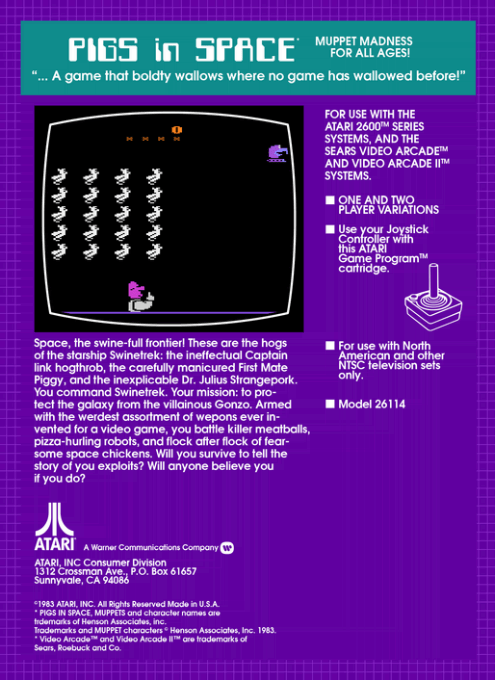 PIGS in SPACE*
MUPPET MADNESS
FOR ALL AGES!
“... A game that boldty wallows where no game has wallowed before!”
FOR USE WITH THE
ATARI 2600™ SERIES
SYSTEMS, AND THE
SEARS VIDEO ARCADE™
AND VIDEO ARCADE II™
SYSTEMS.
■ ONE AND TWO
PLAYER VARIATIONS
■ Use your Joystick
Controller with
this ATARI
Game Program™
cartridge.
■ For use with North
American and other
NTSC television sets
only.
■ Model 26114
Space, the swine-full frontier! These are the hogs
of the starship Swinetrek: the ineffectual Captain
link hogthrob, the carefully manicured First Mate
Piggy, and the inexplicable Dr. Julius Strangepork.
You command Swinetrek. Your mission: to pro-
tect the galaxy from the villainous Gonzo. Armed
with the werdest assortment of wepons ever in-
vented for a video game, you battle killer meatballs,
pizza-hurling robots, and flock after flock of fear-
some space chickens. Will you survive to tell the
story of you exploits? Will anyone believe you
if you do?
ATARI®
A Warner Communications Company
ATARI, INC Consumer Division
1312 Crossman Ave., P.O. Box 61657
Sunnyvale, CA 94086
©1983 ATARI, INC. All Rights Reserved Made in U.S.A.
* PIGS IN SPACE, MUPPETS and character names are
trdemarks of Henson Associates, inc.
Trademarks and MUPPET characters © Henson Associates, Inc. 1983.
* Video Arcade™ and Video Arcade II™ are trademarks of
Sears, Roebuck and Co.